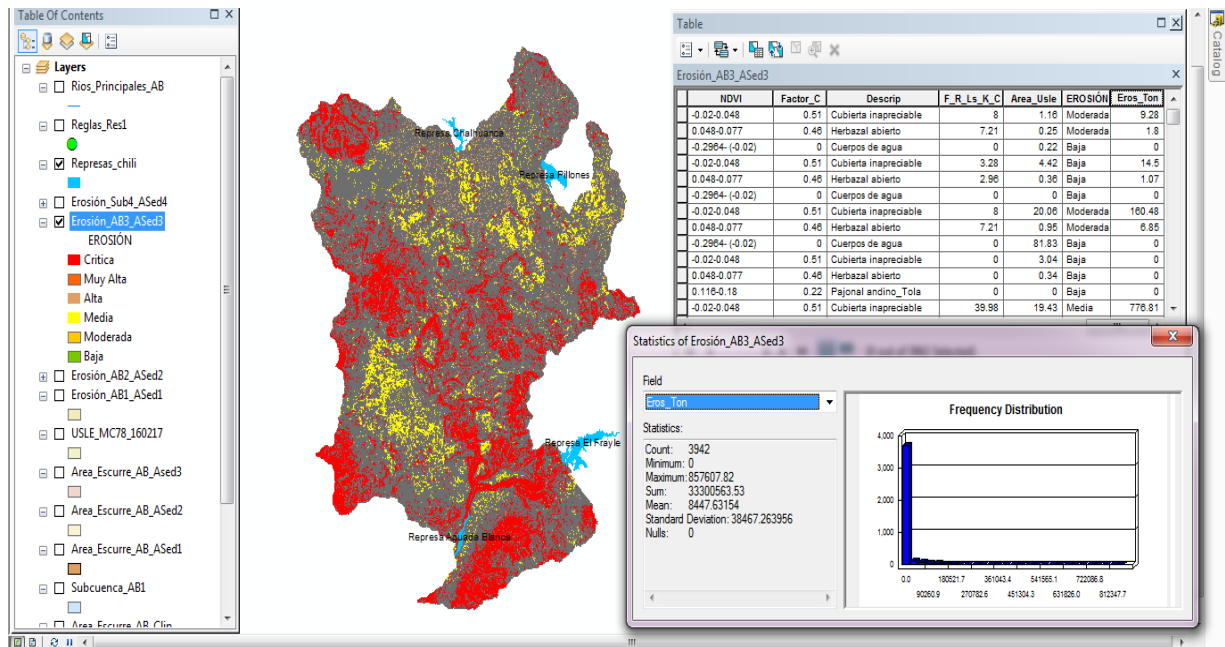 Table Of Contents
Layers
Rios_Principales_AB
Reglas_Res1
Represas_chili
Erosión_Sub4_ASed4
Erosión_AB3_ASed3
EROSIÓN
Critica
Muy Alta
Alta
Media
Moderada
Baja
Erosión_AB2_ASed2
Erosión_AB1_ASed1
USLE_MC78_160217
Area_Escurre_AB_Ased3
Area_Escurre_AB_ASed2
Area_Escurre_AB_ASed1
Subcuenca_AB1
Area_Escurre_AB_Clip
Represa Chalhuanca
Represa Pillones
Represa El Frayle
Represa Aguada Blanca
Table
Erosión_AB3_ASed3
NDVI Factor_C Descrip F_R_Ls_K_C Area_Usle EROSIÓN Eros_Ton
-0.02-0.048 0.51 Cubierta inapreciable 8 1.16 Moderada 9.28
0.048-0.077 0.46 Herbazal abierto 7.21 0.25 Moderada 1.8
-0.2964- (-0.02) 0 Cuerpos de agua 0 0.22 Baja 0
-0.02-0.048 0.51 Cubierta inapreciable 3.28 4.42 Baja 14.5
0.048-0.077 0.46 Herbazal abierto 2.96 0.36 Baja 1.07
-0.2964- (-0.02) 0 Cuerpos de agua 0 0 Baja 0
-0.02-0.048 0.51 Cubierta inapreciable 8 20.06 Moderada 160.48
0.048-0.077 0.46 Herbazal abierto 7.21 0.95 Moderada 6.85
-0.2964- (-0.02) 0 Cuerpos de agua 0 81.83 Baja 0
-0.02-0.048 0.51 Cubierta inapreciable 0 3.04 Baja 0
0.048-0.077 0.46 Herbazal abierto 0 0.34 Baja 0
0.116-0.18 0.22 Pajonal andino_Tola 0 0 Baja 0
-0.02-0.048 0.51 Cubierta inapreciable 39.98 19.43 Media 776.81
Statistics of Erosión_AB3_ASed3
Field
Eros_Ton
Statistics:
Count: 3942
Minimum: 0
Maximum: 857607.82
Sum: 33300563.53
Mean: 8447.63154
Standard Deviation: 38467.263956
Nulls: 0
Frequency Distribution
4,000
3,000
2,000
1,000
0
0.0 180521.7 361043.4 541565.1 722086.8
90260.9 270782.6 451304.3 631826.0 812347.7
Catalog